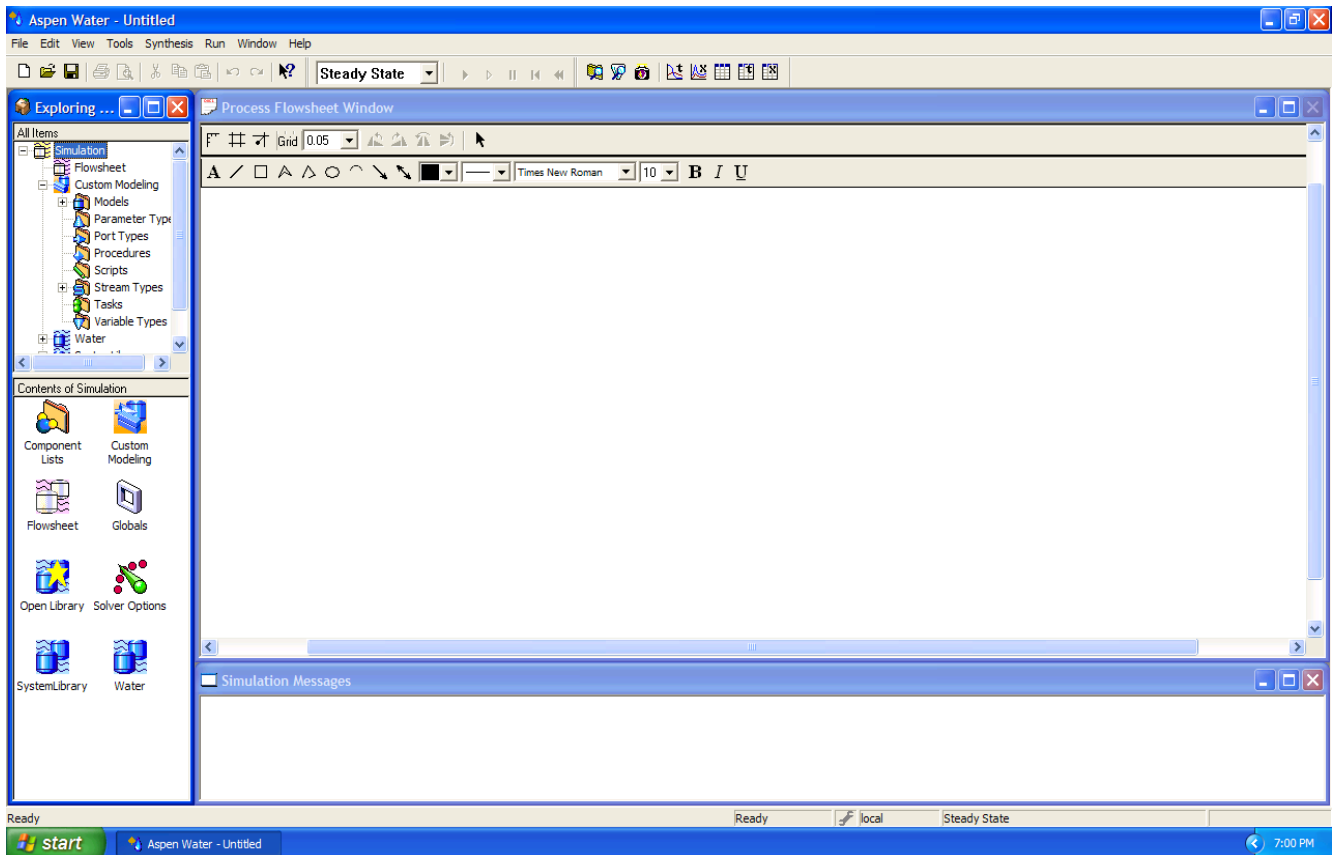 Aspen Water - Untitled
File Edit View Tools Synthesis Run Window Help
Steady State
Exploring ...
All Items
Simulation
Flowsheet
Custom Modeling
Models
Parameter Type
Port Types
Procedures
Scripts
Stream Types
Tasks
Variable Types
Water
Contents of Simulation
Component Lists
Custom Modeling
Flowsheet
Globals
Open Library
Solver Options
SystemLibrary
Water
Process Flowsheet Window
Grid 0.05
A Times New Roman 10 B I U
Simulation Messages
Ready Ready local Steady State
start Aspen Water - Untitled 7:00 PM